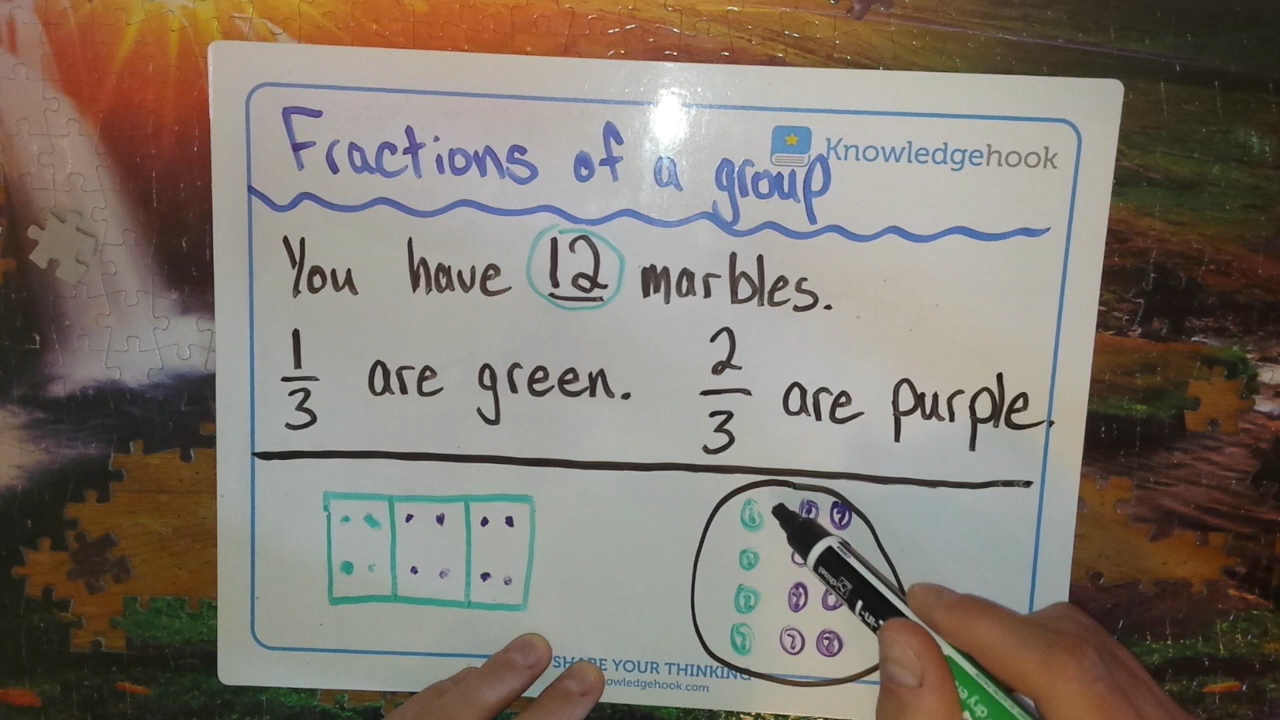 Fractions of a group
Knowledgehook
You have 12 marbles.
1/3 are green. 2/3 are purple.
SHARE YOUR THINKING
owledgehook.com